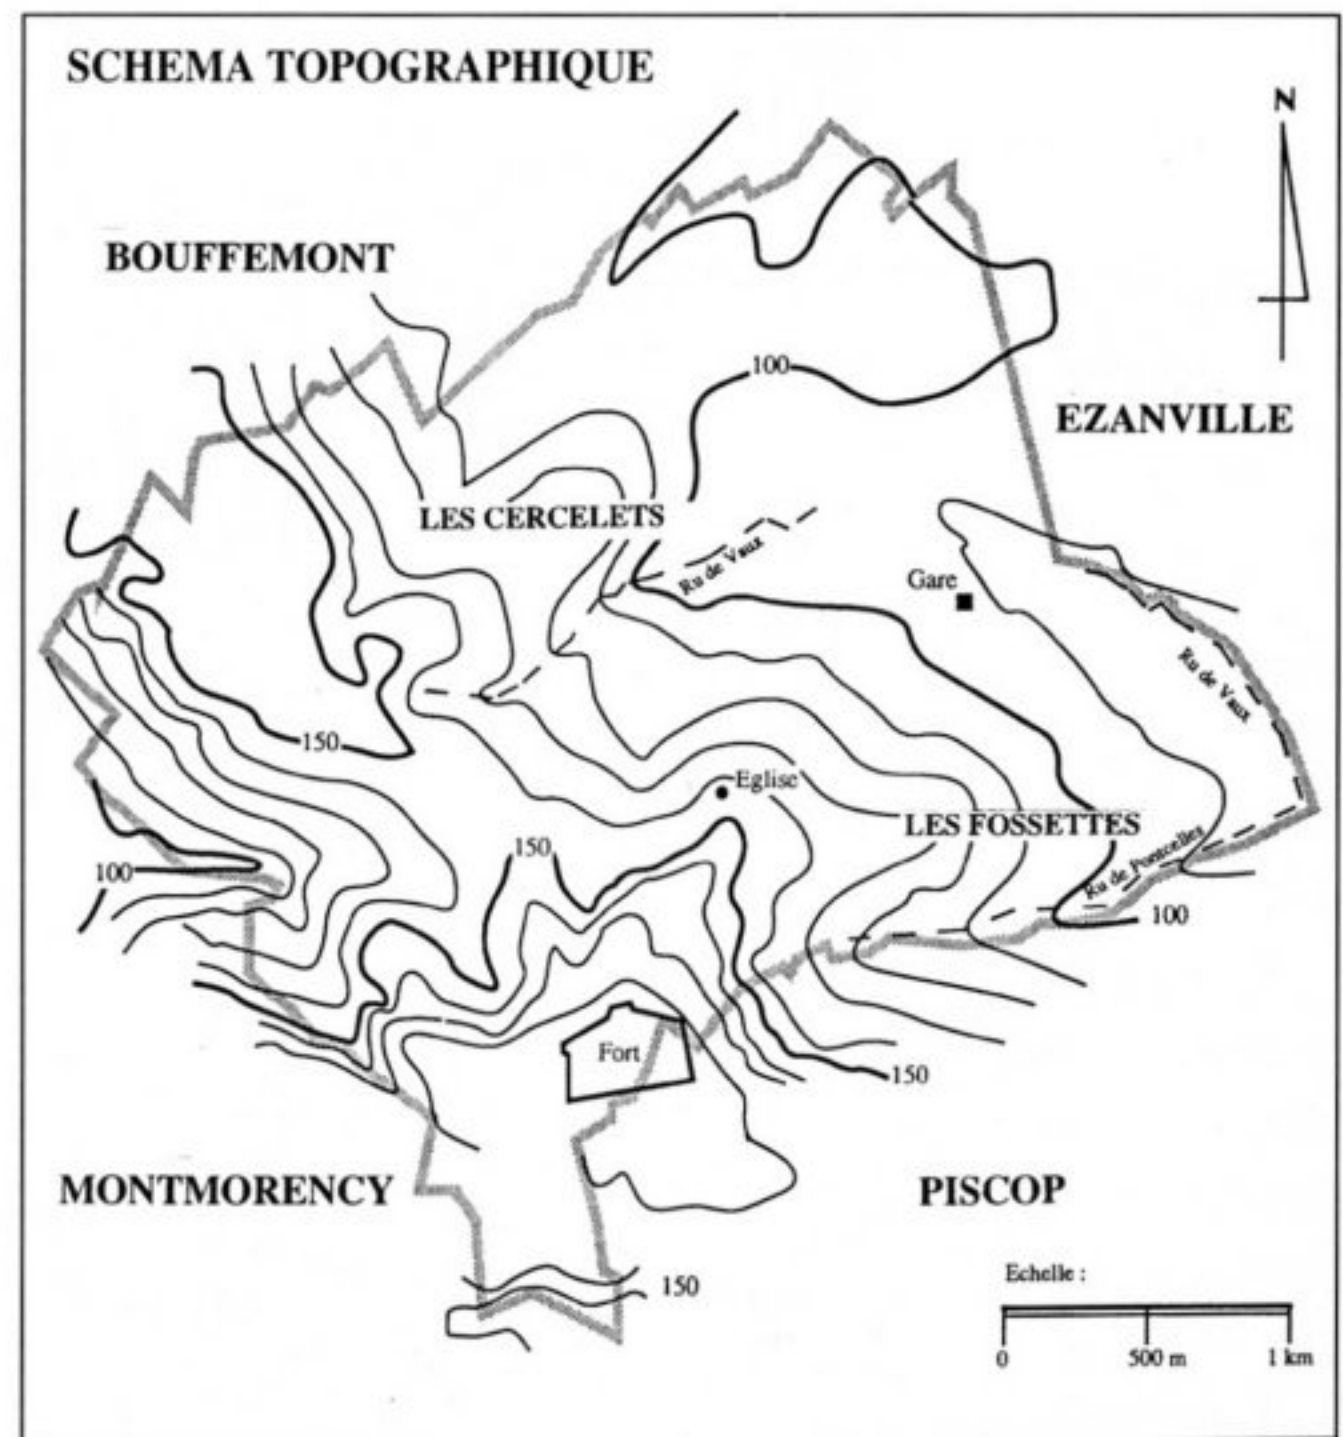 SCHEMA TOPOGRAPHIQUE
N
BOUFFEMONT
100
EZANVILLE
LES CERCELETS
Ru de Vaux
Gare
Ru de Vaux
150
Eglise
LES FOSSETTES
150
100
Ru de Pontcelles
100
Fort
150
MONTMORENCY
PISCOP
150
Echelle :
0
500 m
1 km